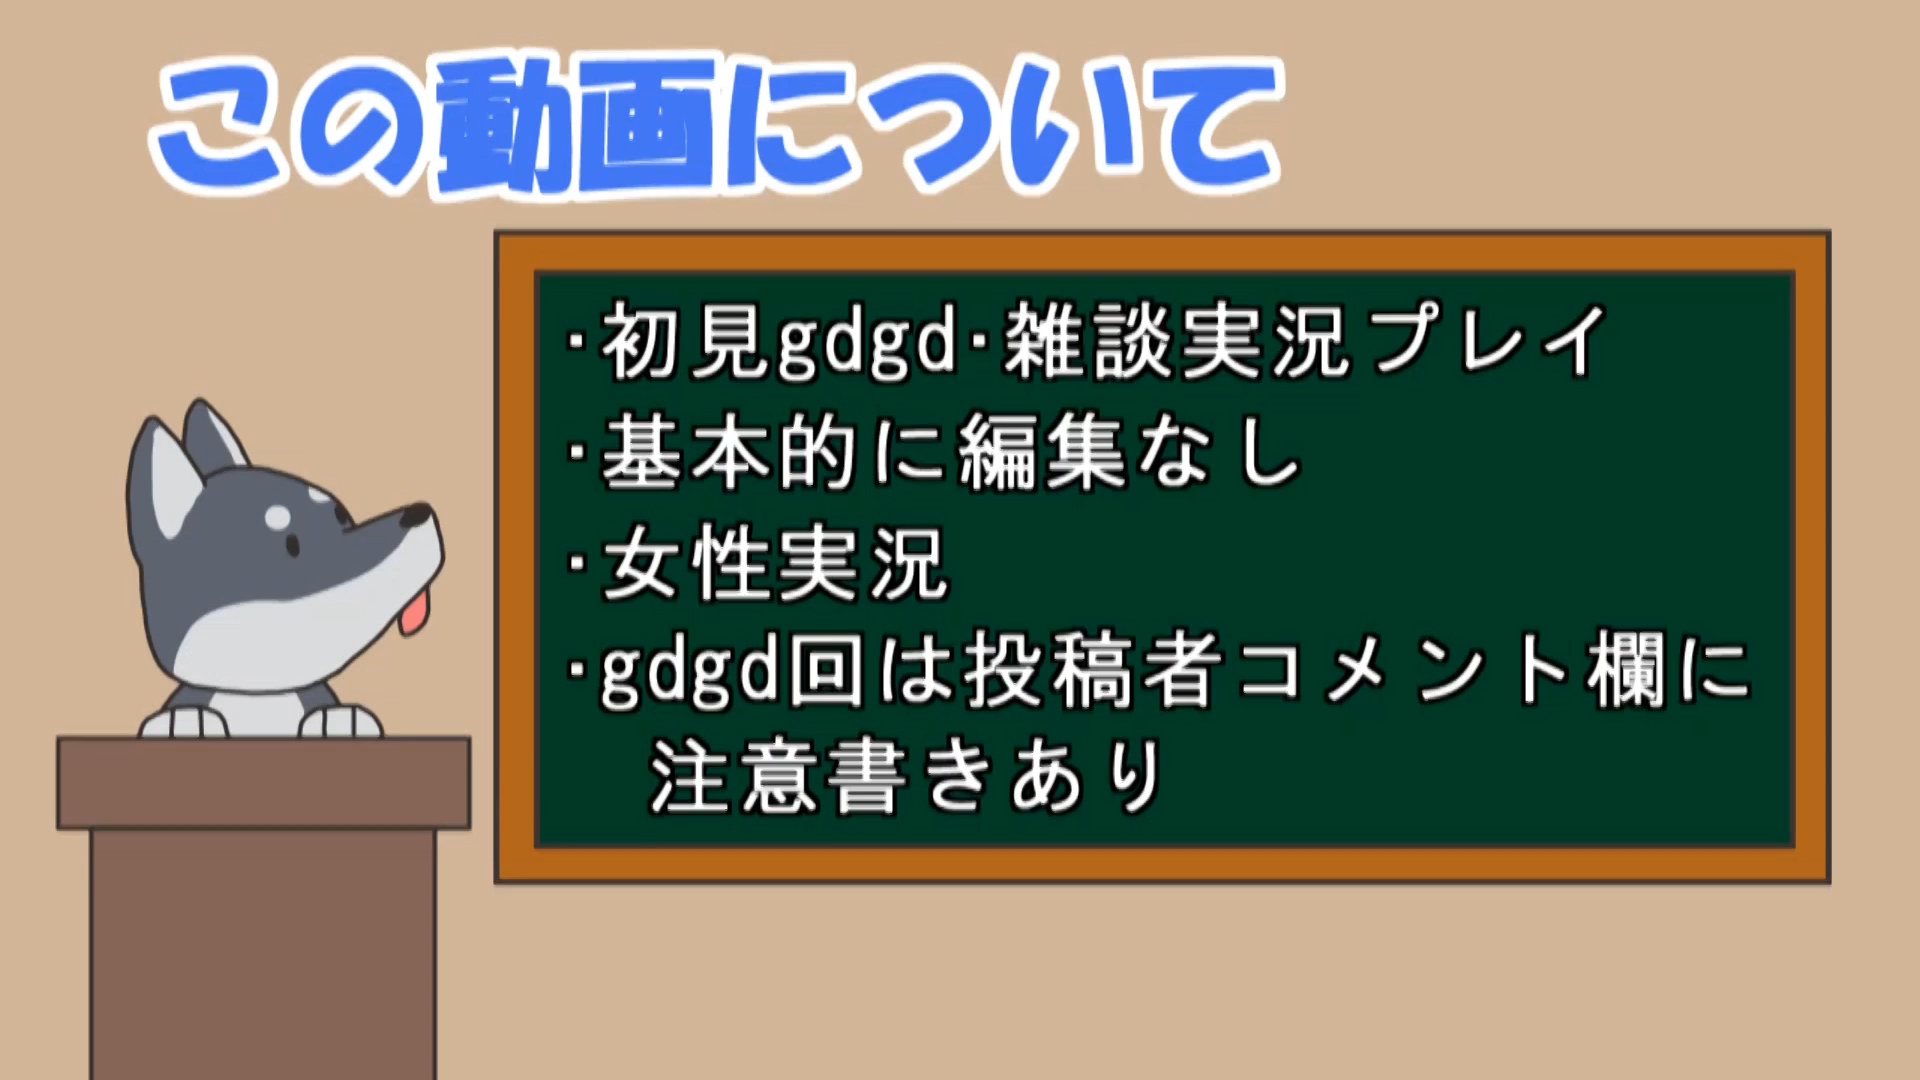 この動画について
・初見gdgd・雑談実況プレイ
・基本的に編集なし
・女性実況
・gdgd回は投稿者コメント欄に
注意書きあり